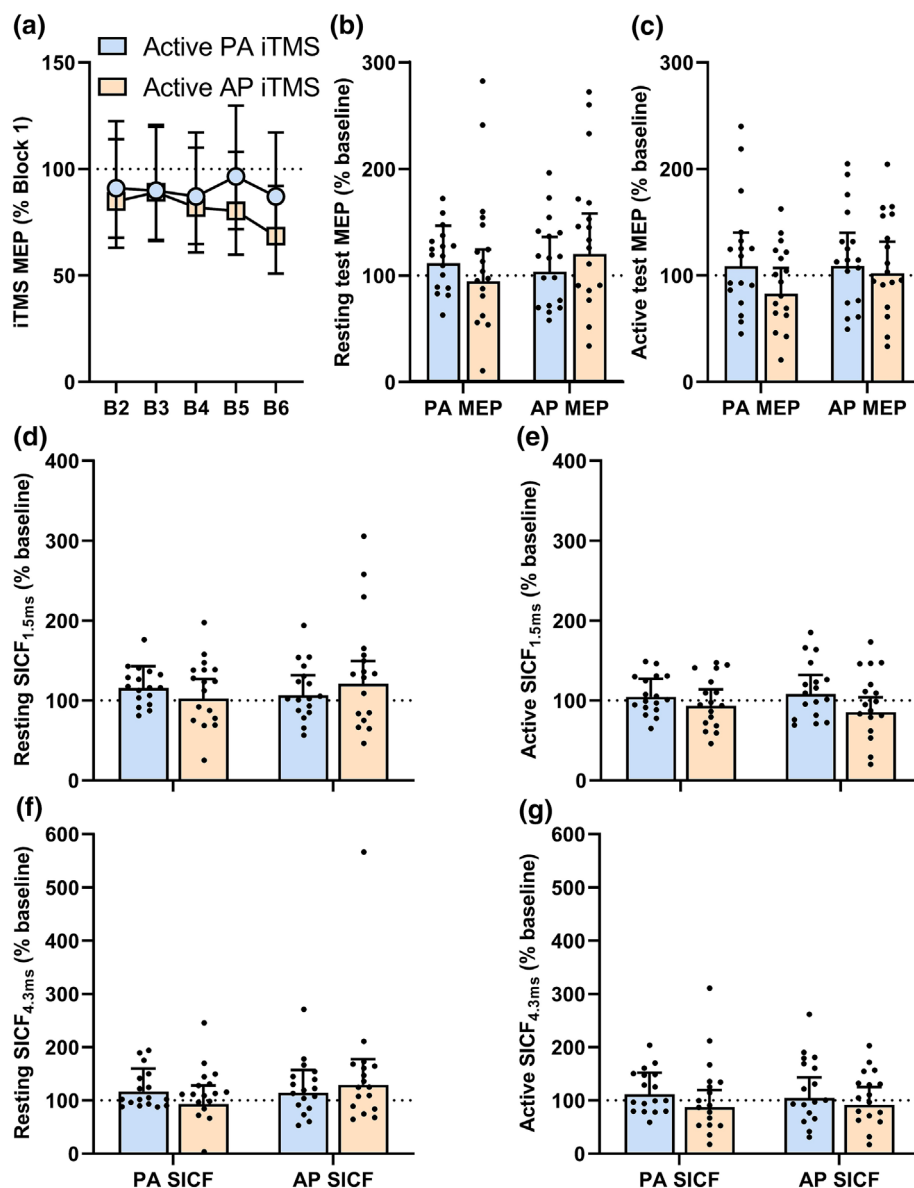 (a)
Active PA iTMS
Active AP iTMS
iTMS MEP (% Block 1)
150
100
50
0
B2 B3 B4 B5 B6
(b)
Resting test MEP (% baseline)
300
200
100
0
PA MEP AP MEP
(c)
Active test MEP (% baseline)
300
200
100
0
PA MEP AP MEP
(d)
Resting SICF1.5ms (% baseline)
400
300
200
100
0
(e)
Active SICF1.5ms (% baseline)
400
300
200
100
0
(f)
Resting SICF4.3ms (% baseline)
600
500
400
300
200
100
0
PA SICF AP SICF
(g)
Active SICF4.3ms (% baseline)
600
500
400
300
200
100
0
PA SICF AP SICF